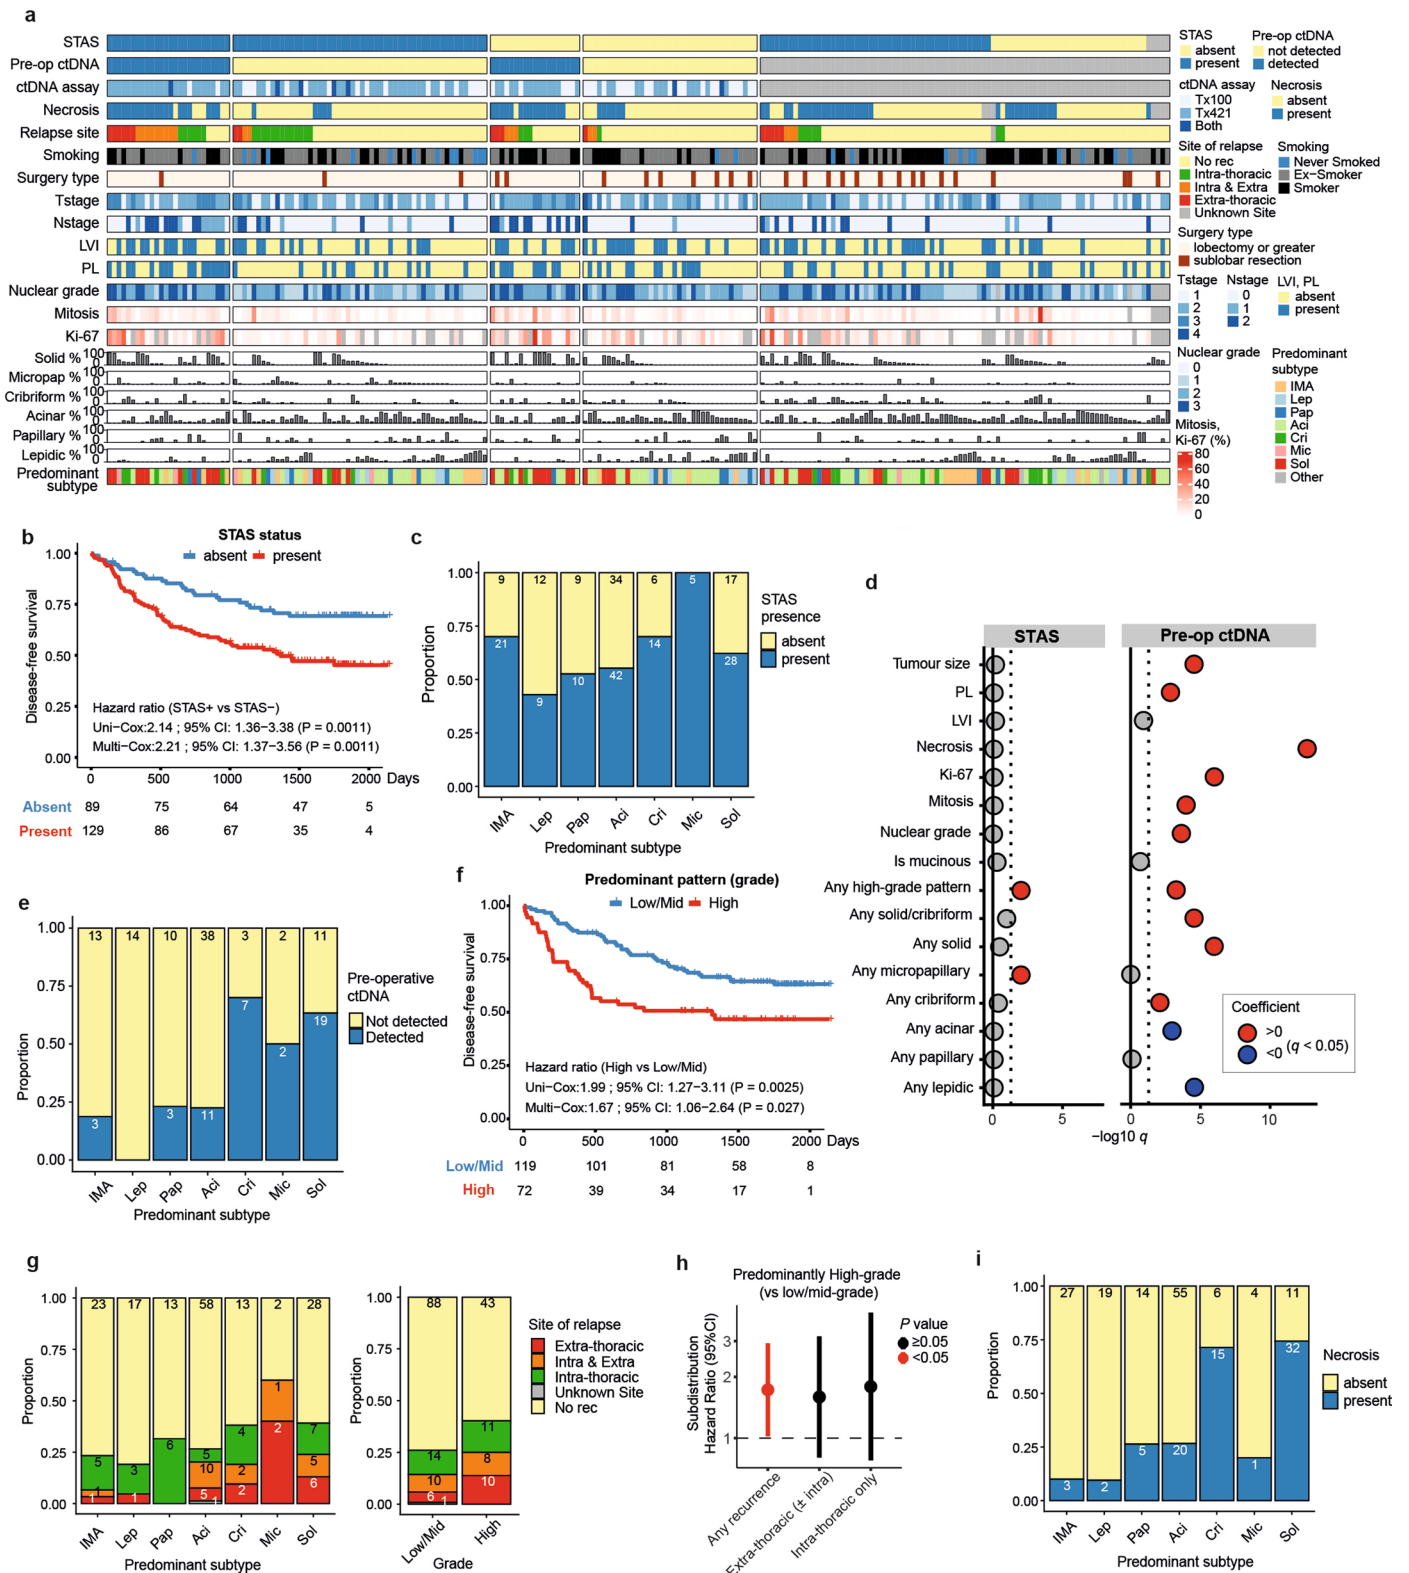 a
STAS
Pre-op ctDNA
ctDNA assay
Necrosis
Relapse site
Smoking
Surgery type
Tstage
Nstage
LVI
PL
Nuclear grade
Mitosis
Ki-67
Solid % 100 0
Micropap % 100 0
Cribriform % 100 0
Acinar % 100 0
Papillary % 100 0
Lepidic % 100 0
Predominant
subtype
STAS
absent
present
Pre-op ctDNA
not detected
detected
ctDNA assay
Tx100
Tx421
Both
Necrosis
absent
present
Site of relapse
No rec
Intra-thoracic
Intra & Extra
Extra-thoracic
Unknown Site
Smoking
Never Smoked
Ex-Smoker
Smoker
Surgery type
lobectomy or greater
sublobar resection
Tstage
1
2
3
4
Nstage
0
1
2
LVI, PL
absent
present
Nuclear grade
0
1
2
3
Predominant
subtype
IMA
Lep
Pap
Aci
Cri
Mic
Sol
Other
Mitosis,
Ki-67 (%)
80
60
40
20
0
b
STAS status
absent present
Disease-free survival
1.00
0.75
0.50
0.25
0.00
Hazard ratio (STAS+ vs STAS−)
Uni−Cox:2.14 ; 95% CI: 1.36−3.38 (P = 0.0011)
Multi−Cox:2.21 ; 95% CI: 1.37−3.56 (P = 0.0011)
0 500 1000 1500 2000 Days
Absent 89 75 64 47 5
Present 129 86 67 35 4
c
Proportion
1.00
0.75
0.50
0.25
0.00
9 12 9 34 6 5 17
21 9 10 42 14 28
IMA Lep Pap Aci Cri Mic Sol
Predominant subtype
STAS
presence
absent
present
d
STAS Pre-op ctDNA
Tumour size
PL
LVI
Necrosis
Ki-67
Mitosis
Nuclear grade
Is mucinous
Any high-grade pattern
Any solid/cribriform
Any solid
Any micropapillary
Any cribriform
Any acinar
Any papillary
Any lepidic
0 5 0 5 10
−log10 q
Coefficient
>0
<0 (q < 0.05)
e
Proportion
1.00
0.75
0.50
0.25
0.00
13 14 10 38 3 2 11
3 3 11 7 2 19
IMA Lep Pap Aci Cri Mic Sol
Predominant subtype
Pre-operative
ctDNA
Not detected
Detected
f
Predominant pattern (grade)
Low/Mid High
Disease-free survival
1.00
0.75
0.50
0.25
0.00
Hazard ratio (High vs Low/Mid)
Uni−Cox:1.99 ; 95% CI: 1.27−3.11 (P = 0.0025)
Multi−Cox:1.67 ; 95% CI: 1.06−2.64 (P = 0.027)
0 500 1000 1500 2000 Days
Low/Mid 119 101 81 58 8
High 72 39 34 17 1
g
Proportion
1.00
0.75
0.50
0.25
0.00
23 17 13 58 13 2 28
5 1 1
3 1
6
5 10 5 1
4 2 2
1 2
7 5 6
IMA Lep Pap Aci Cri Mic Sol
Predominant subtype
Proportion
1.00
0.75
0.50
0.25
0.00
88 43
14 10 6 1
11 8 10
Low/Mid High
Grade
Site of relapse
Extra-thoracic
Intra & Extra
Intra-thoracic
Unknown Site
No rec
h
Predominantly High-grade
(vs low/mid-grade)
Subdistribution
Hazard Ratio (95%CI)
3
2
1
Any recurrence
Extra-thoracic (± intra)
Intra-thoracic only
P value
≥0.05
<0.05
i
Proportion
1.00
0.75
0.50
0.25
0.00
27 19 14 55 6 4 11
3 2 5 20 15 1 32
IMA Lep Pap Aci Cri Mic Sol
Predominant subtype
Necrosis
absent
present